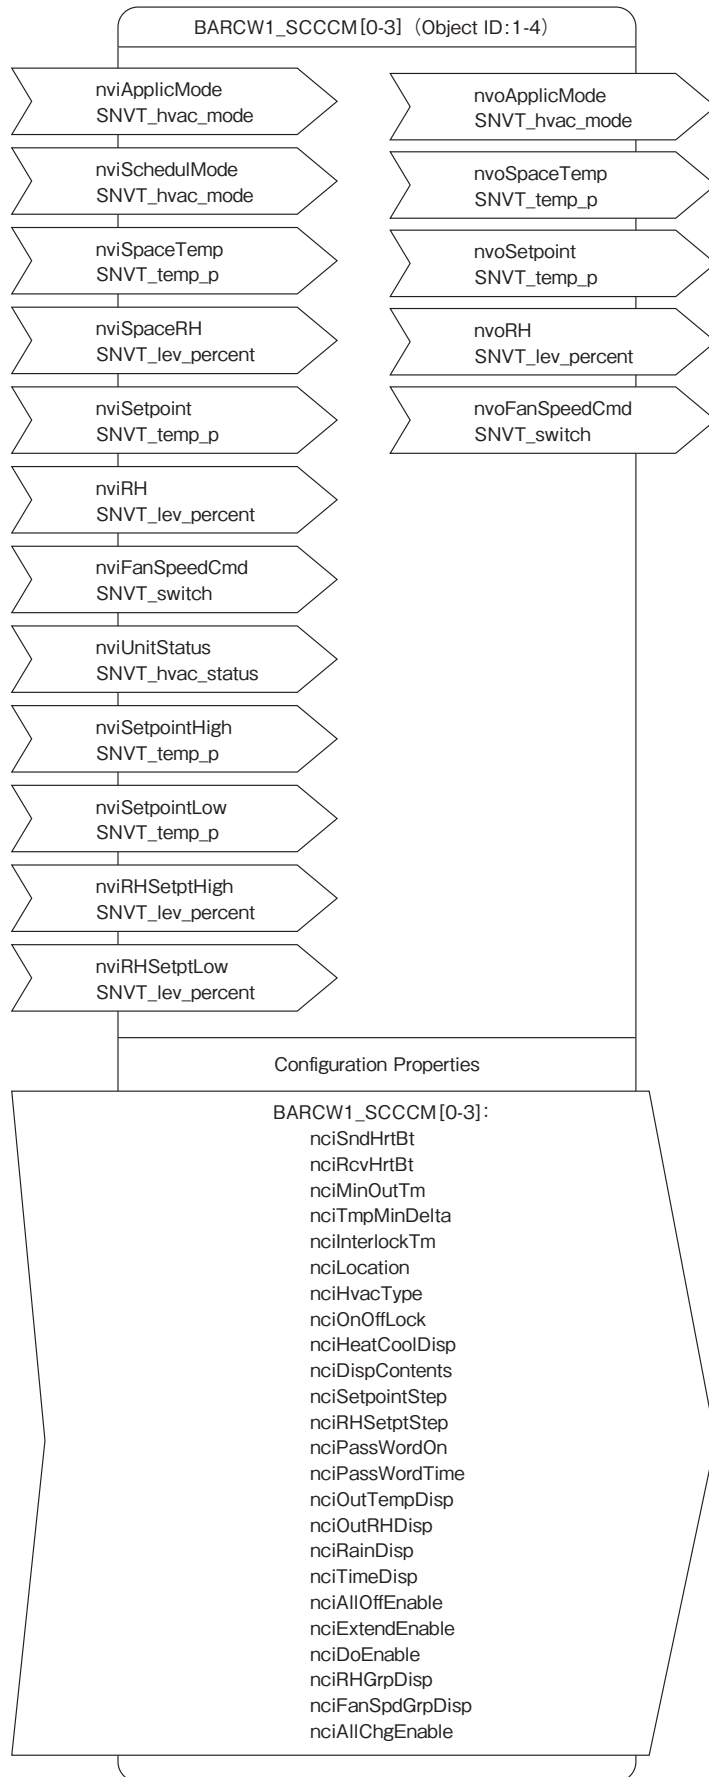 BARCW1_SCCCM[0-3] (Object ID:1-4)
nviApplicMode
SNVT_hvac_mode
nviSchedulMode
SNVT_hvac_mode
nviSpaceTemp
SNVT_temp_p
nviSpaceRH
SNVT_lev_percent
nviSetpoint
SNVT_temp_p
nviRH
SNVT_lev_percent
nviFanSpeedCmd
SNVT_switch
nviUnitStatus
SNVT_hvac_status
nviSetpointHigh
SNVT_temp_p
nviSetpointLow
SNVT_temp_p
nviRHSetptHigh
SNVT_lev_percent
nviRHSetptLow
SNVT_lev_percent
nvoApplicMode
SNVT_hvac_mode
nvoSpaceTemp
SNVT_temp_p
nvoSetpoint
SNVT_temp_p
nvoRH
SNVT_lev_percent
nvoFanSpeedCmd
SNVT_switch
Configuration Properties
BARCW1_SCCCM[0-3]:
nciSndHrtBt
nciRcvHrtBt
nciMinOutTm
nciTmpMinDelta
nciInterlockTm
nciLocation
nciHvacType
nciOnOffLock
nciHeatCoolDisp
nciDispContents
nciSetpointStep
nciRHSetptStep
nciPassWordOn
nciPassWordTime
nciOutTempDisp
nciOutRHDisp
nciRainDisp
nciTimeDisp
nciAllOffEnable
nciExtendEnable
nciDoEnable
nciRHGrpDisp
nciFanSpdGrpDisp
nciAllChgEnable